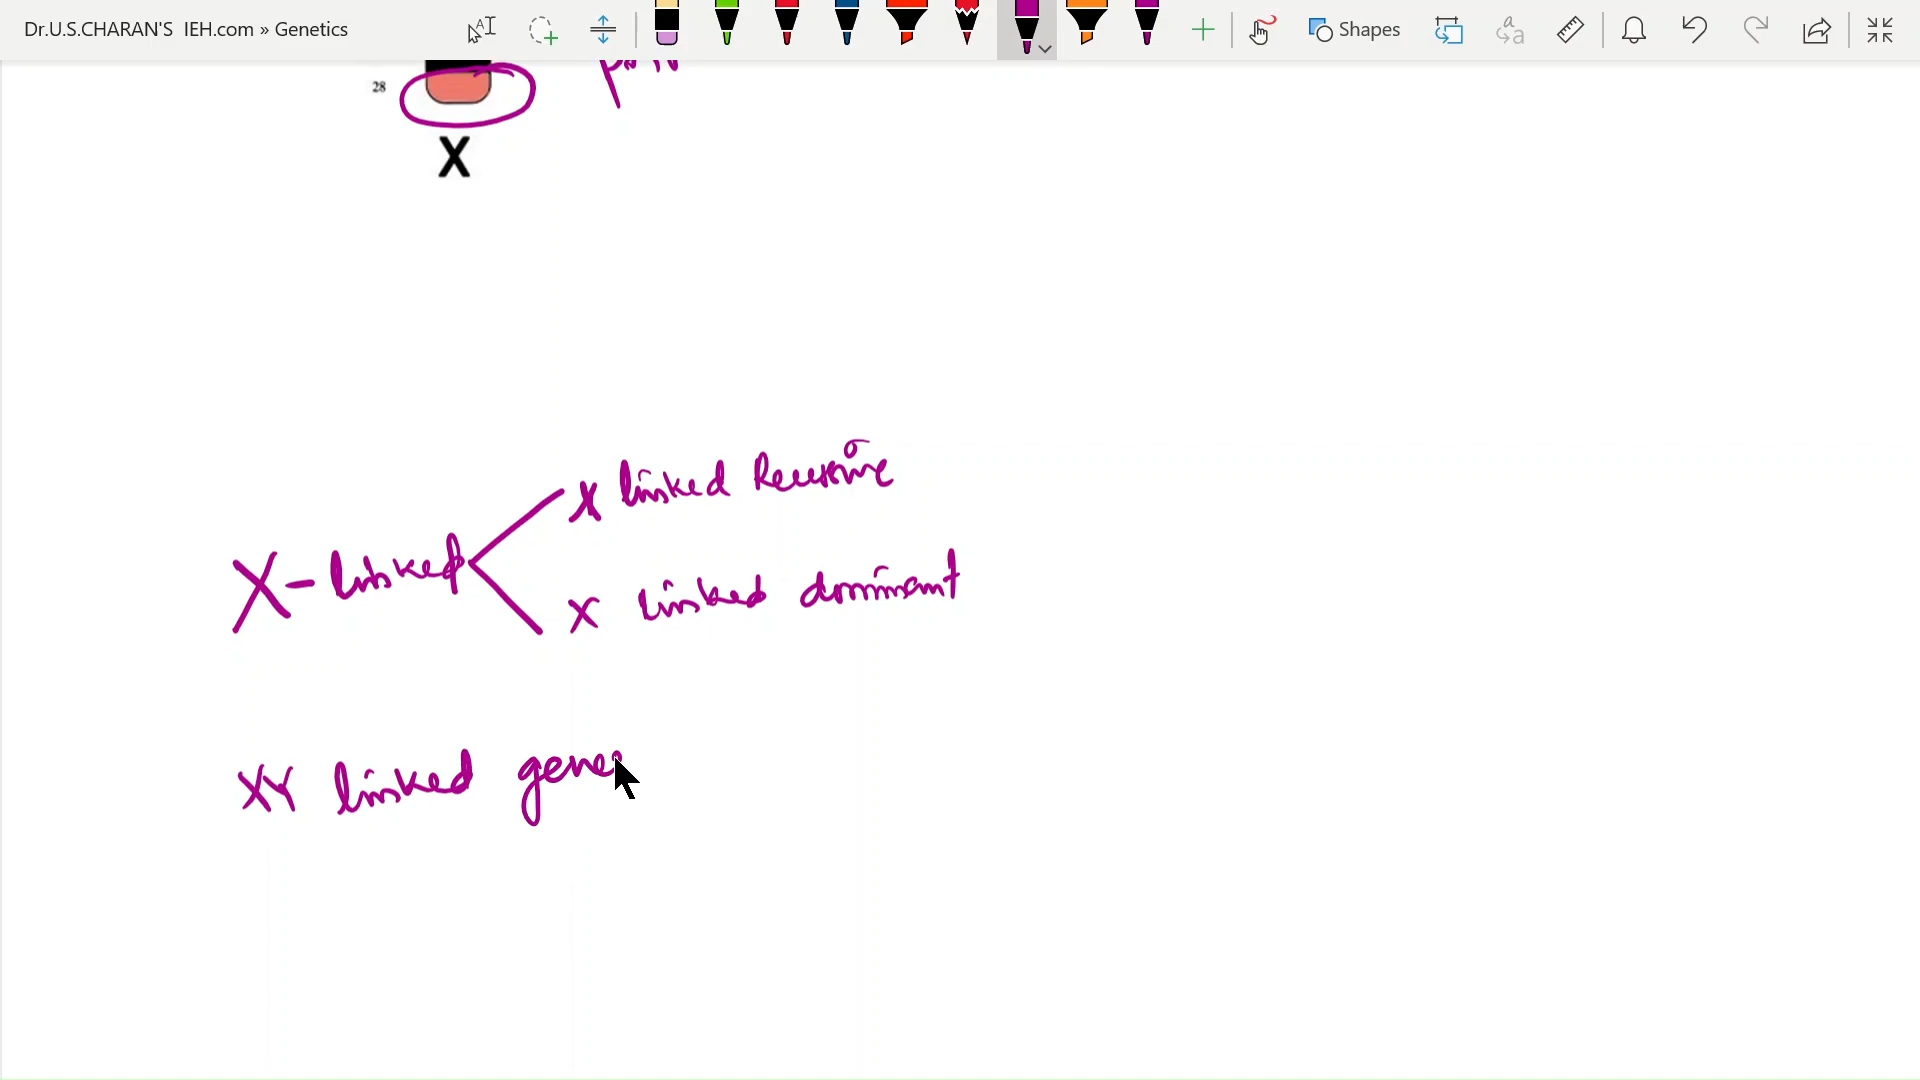 Dr.U.S.CHARAN'S IEH.com » Genetics
Shapes
28
X
X linked Recessive
X - linked
X linked dominant
XY linked genes